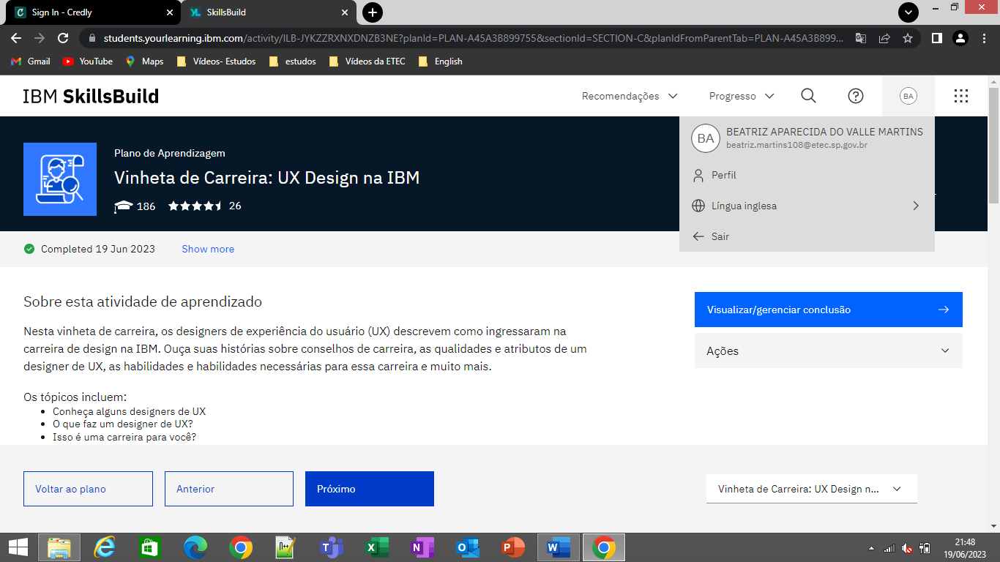 Sign In - Credly
YL SkillsBuild
students.yourlearning.ibm.com/activity/ILB-JYKZZRXNXDNZB3NE?planId=PLAN-A45A3B899755&sectionId=SECTION-C&planIdFromParentTab=PLAN-A45A3B899...
Gmail YouTube Maps Vídeos- Estudos estudos Vídeos da ETEC English
IBM SkillsBuild Recomendações Progresso BA
BA BEATRIZ APARECIDA DO VALLE MARTINS
beatriz.martins108@etec.sp.gov.br
Perfil
Língua inglesa
Sair
Plano de Aprendizagem
Vinheta de Carreira: UX Design na IBM
186 26
Completed 19 Jun 2023 Show more
Sobre esta atividade de aprendizado
Nesta vinheta de carreira, os designers de experiência do usuário (UX) descrevem como ingressaram na
carreira de design na IBM. Ouça suas histórias sobre conselhos de carreira, as qualidades e atributos de um
designer de UX, as habilidades e habilidades necessárias para essa carreira e muito mais.
Os tópicos incluem:
Conheça alguns designers de UX
O que faz um designer de UX?
Isso é uma carreira para você?
Visualizar/gerenciar conclusão
Ações
Voltar ao plano Anterior Próximo Vinheta de Carreira: UX Design n...
21:48
19/06/2023